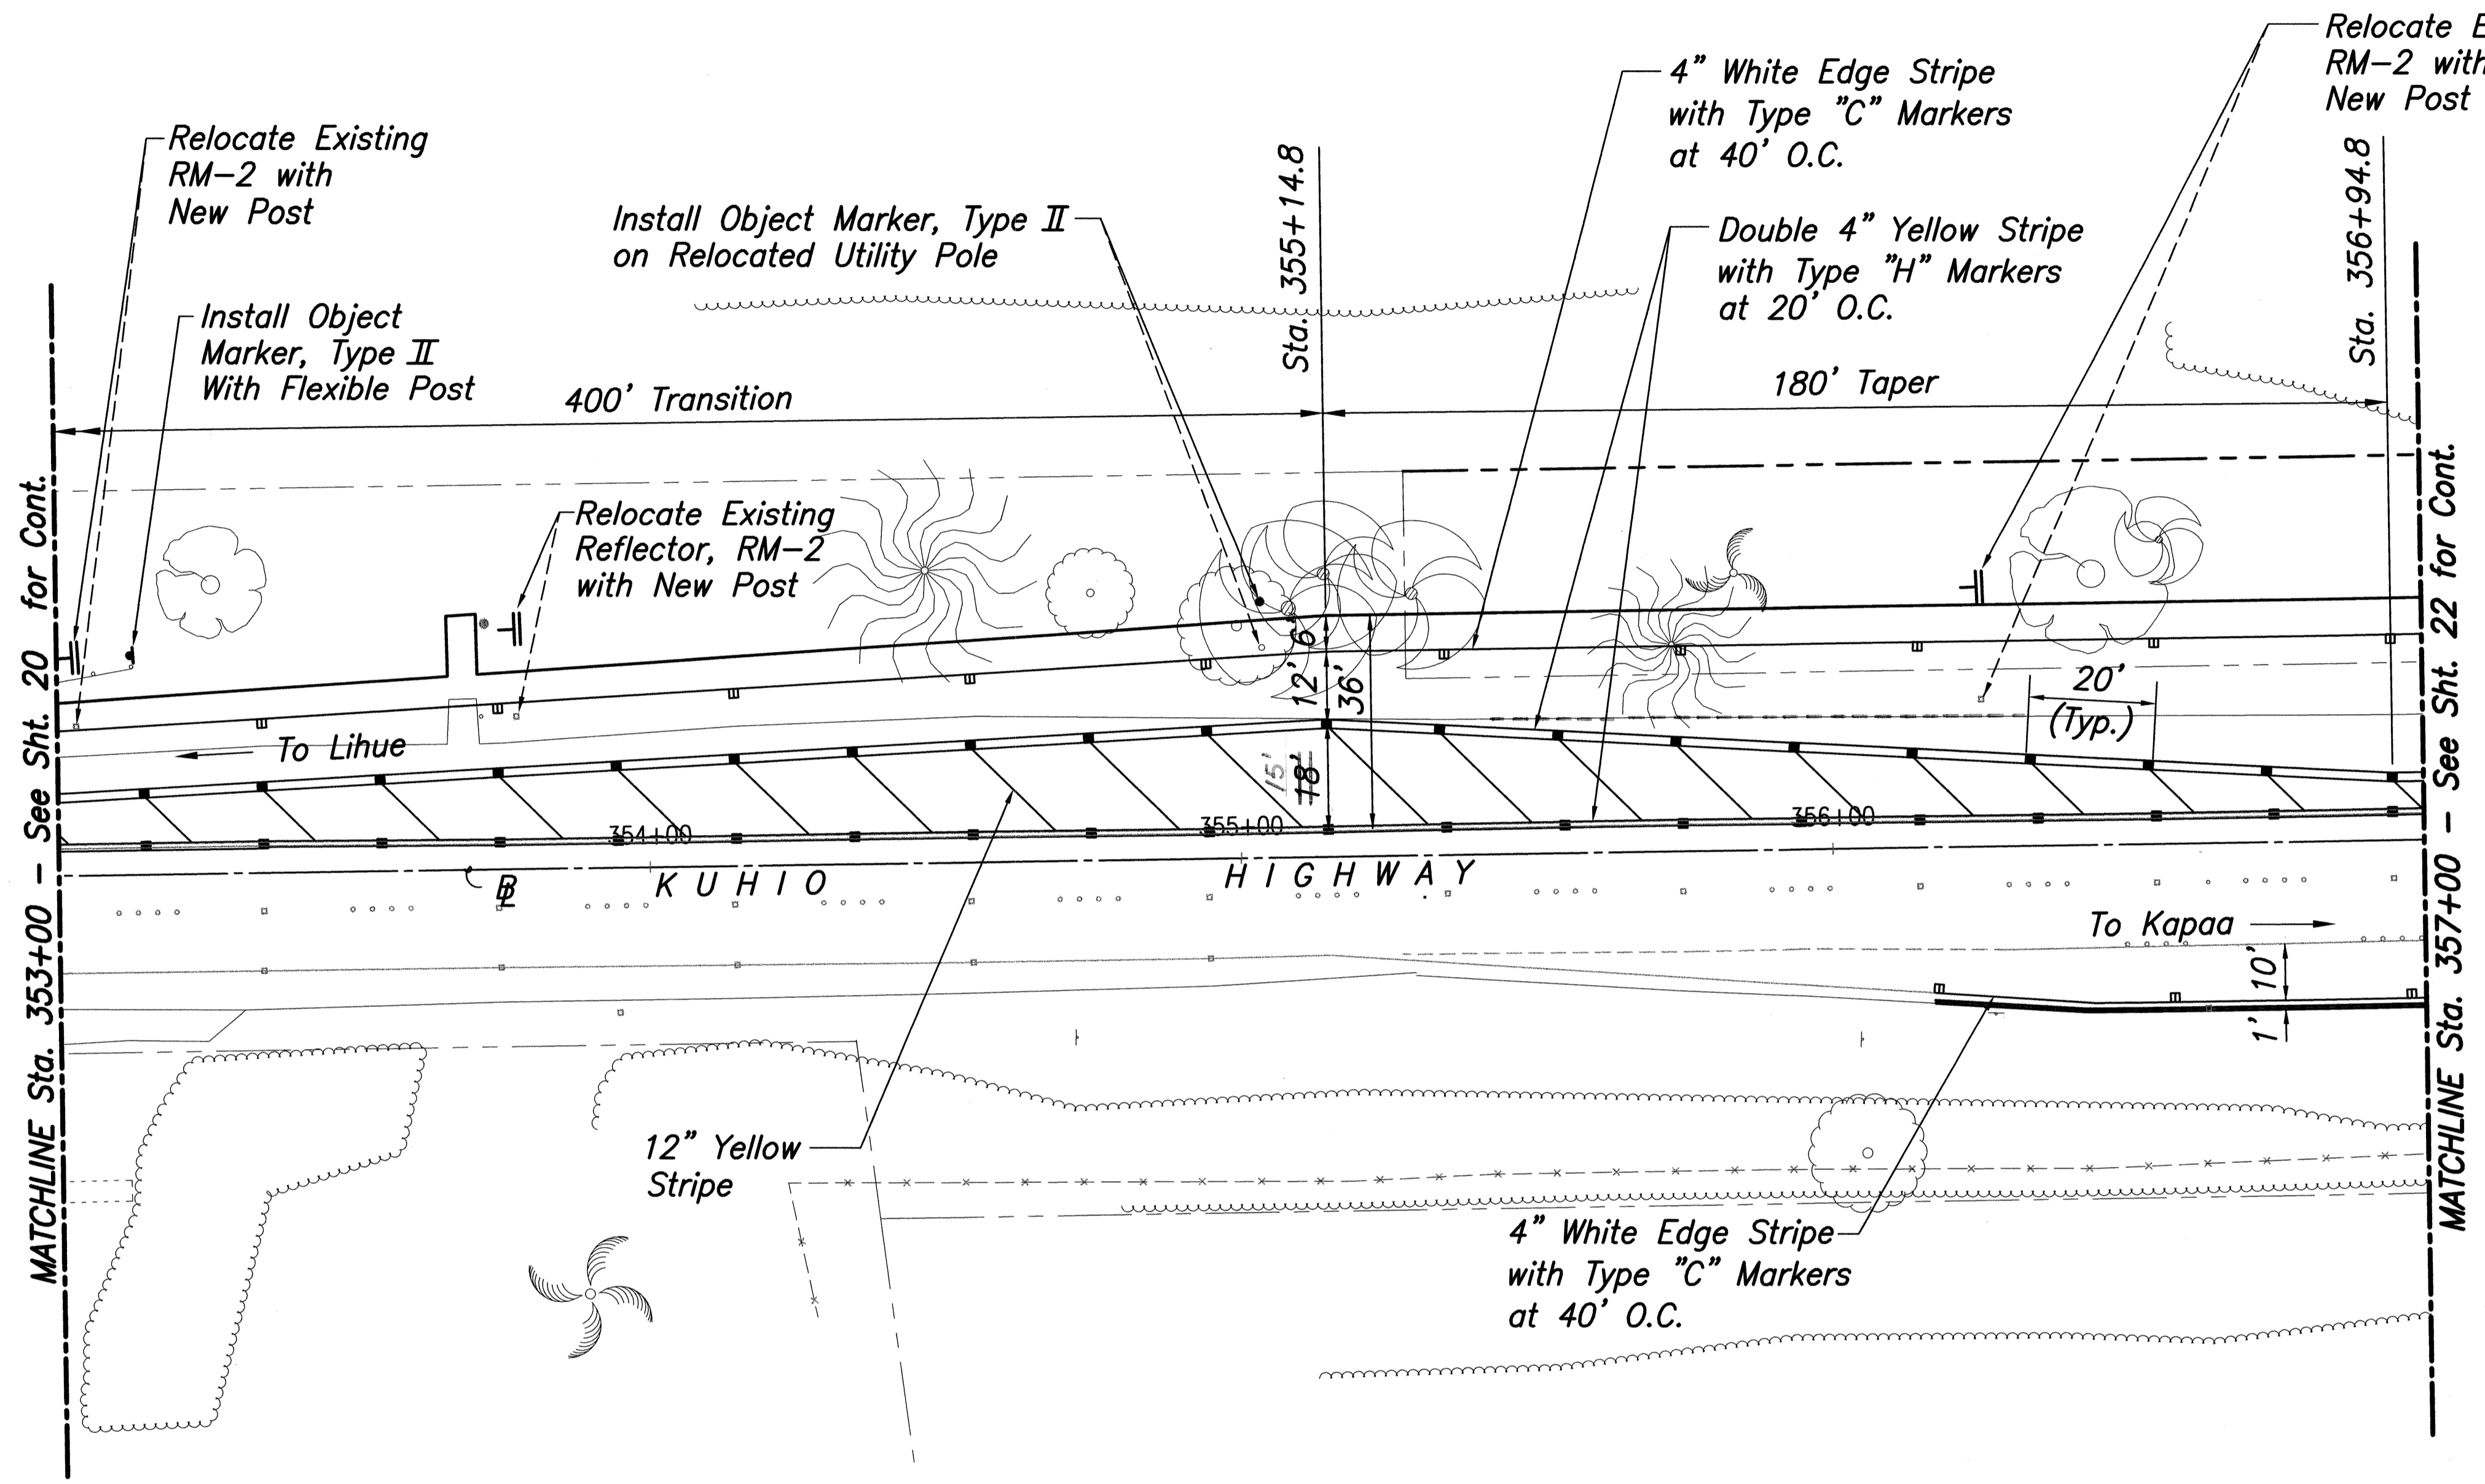 Relocate E
RM-2 with
New Post
4" White Edge Stripe
with Type "C" Markers
at 40' O.C.
Relocate Existing
RM-2 with
New Post
Sta. 355+14.8
Sta. 356+94.8
Install Object Marker, Type II
on Relocated Utility Pole
Double 4" Yellow Stripe
with Type "H" Markers
at 20' O.C.
Install Object
Marker, Type II
With Flexible Post
400' Transition
180' Taper
Relocate Existing
Reflector, RM-2
with New Post
6'
12'
36'
20'
(Typ.)
To Lihue
15'
18'
354+00
355+00
356+00
BL
KUHIO HIGHWAY
To Kapaa
10'
1'
12" Yellow
Stripe
4" White Edge Stripe
with Type "C" Markers
at 40' O.C.
MATCHLINE Sta. 353+00 - See Sht. 20 for Cont.
MATCHLINE Sta. 357+00 - See Sht. 22 for Cont.